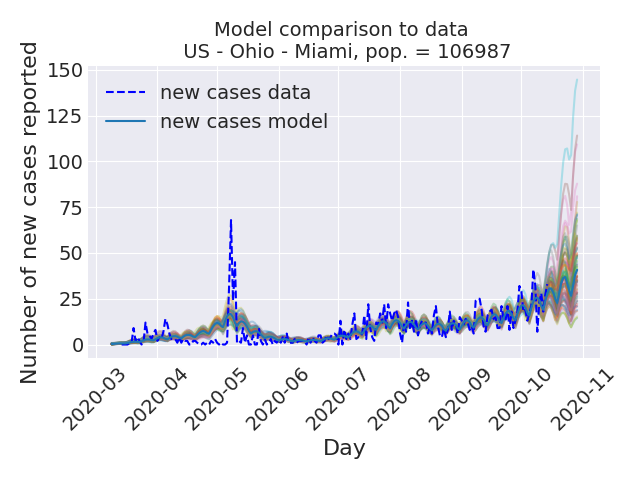 Model comparison to data
US - Ohio - Miami, pop. = 106987
Number of new cases reported
150
125
100
75
50
25
0
new cases data
new cases model
2020-03
2020-04
2020-05
2020-06
2020-07
2020-08
2020-09
2020-10
2020-11
Day